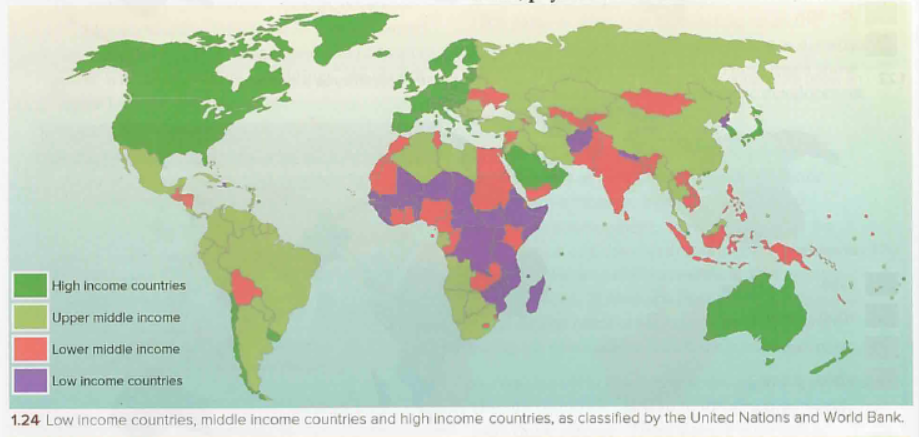 High income countries
Upper middle income
Lower middle income
Low income countries
1.24 Low income countries, middle income countries and high income countries, as classified by the United Nations and World Bank.